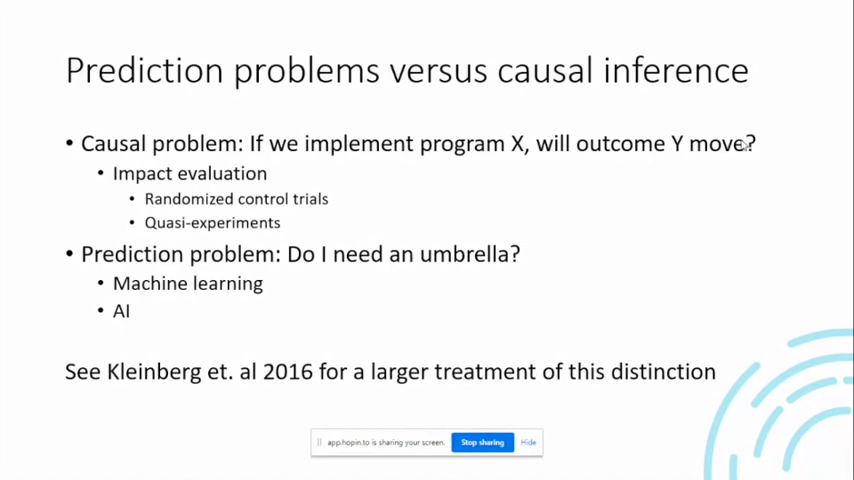 Prediction problems versus causal inference
• Causal problem: If we implement program X, will outcome Y move?
• Impact evaluation
• Randomized control trials
• Quasi-experiments
• Prediction problem: Do I need an umbrella?
• Machine learning
• AI
See Kleinberg et. al 2016 for a larger treatment of this distinction
app.hopin.to is sharing your screen. Stop sharing Hide